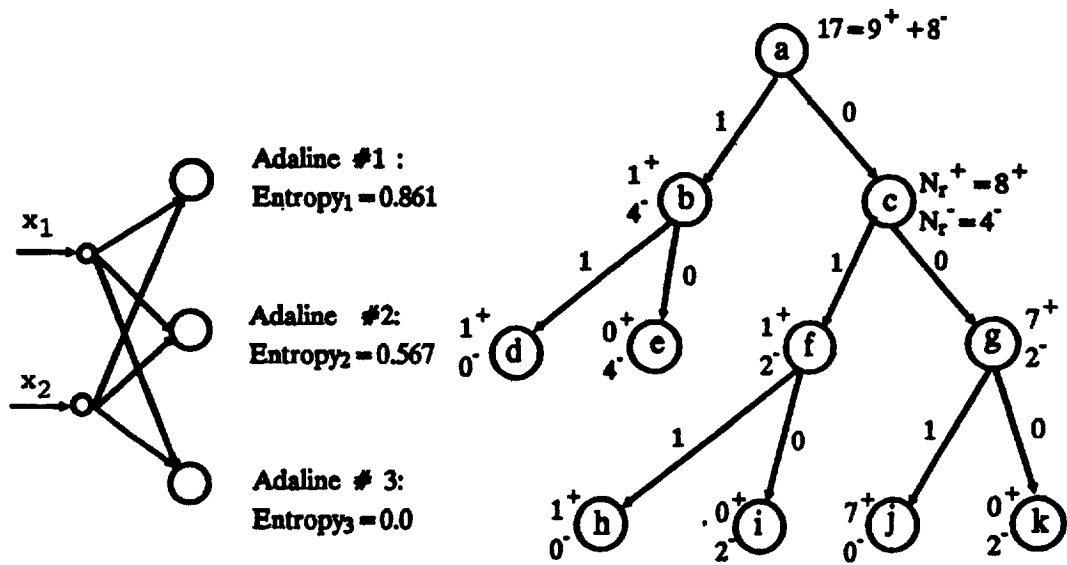 17=9⁺+8⁻
a
1
0
Adaline #1 :
Entropy₁=0.861
1⁺
4⁻
b
c
Nᵣ⁺=8⁺
Nᵣ⁻=4⁻
x₁
1
0
1
0
Adaline #2:
Entropy₂=0.567
1⁺
0⁻
d
0⁺
4⁻
e
1⁺
2⁻
f
g
7⁺
2⁻
x₂
1
0
1
0
Adaline # 3:
Entropy₃=0.0
1⁺
0⁻
h
0⁺
2⁻
i
7⁺
0⁻
j
0⁺
2⁻
k